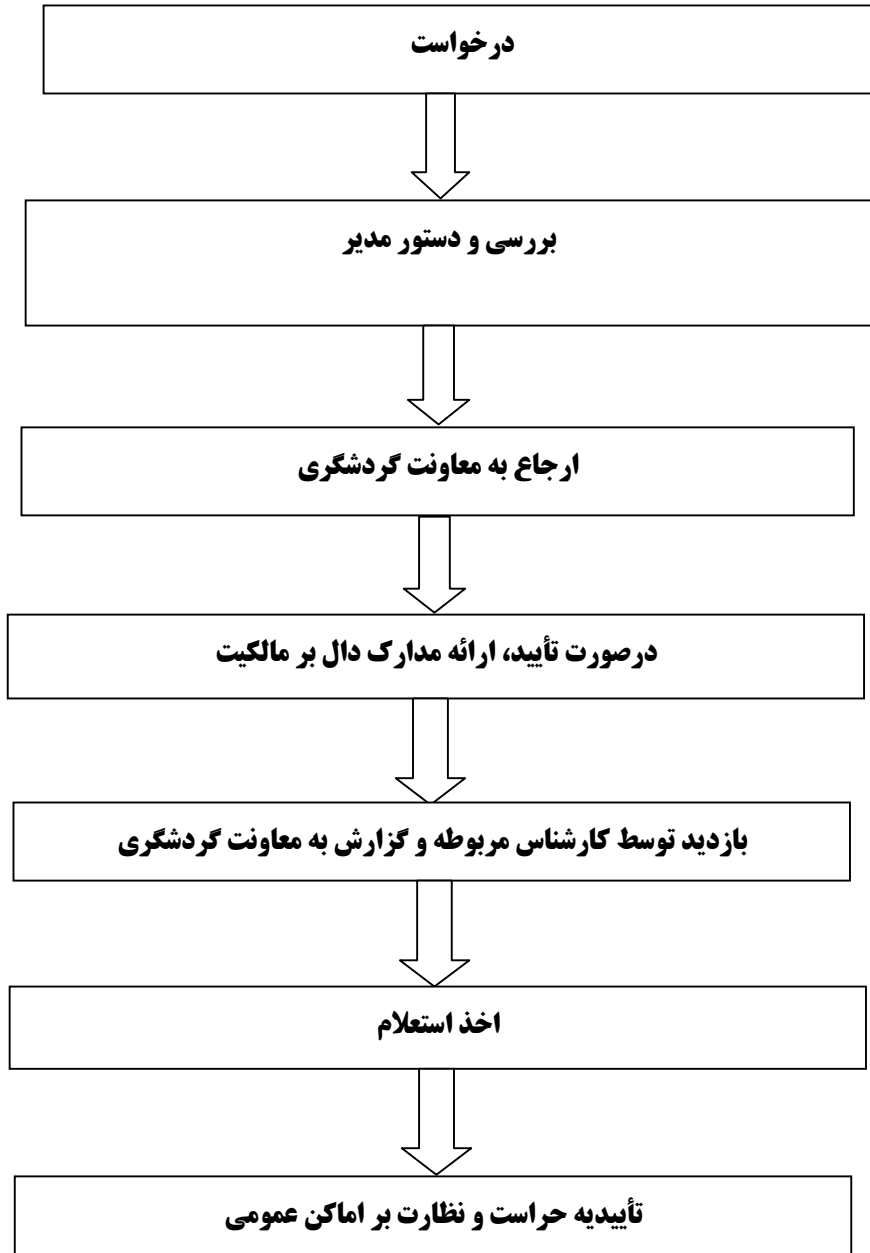 درخواست
بررسی و دستور مدیر
ارجاع به معاونت گردشگری
درصورت تأیید، ارائه مدارک دال بر مالکیت
بازدید توسط کارشناس مربوطه و گزارش به معاونت گردشگری
اخذ استعلام
تأییدیه حراست و نظارت بر اماکن عمومی